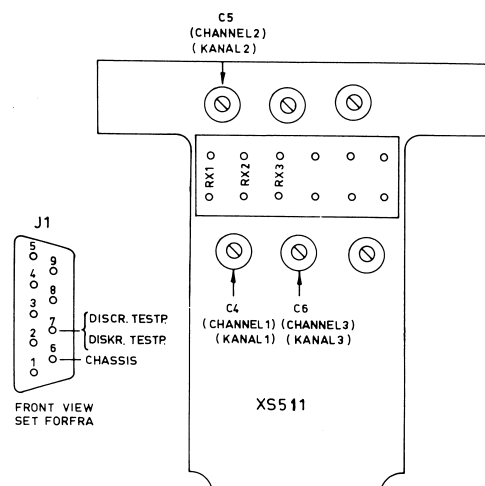 C5
(CHANNEL2)
(KANAL2)
RX1
RX2
RX3
J1
5
9
4
8
3
7
2
6
1
DISCR. TESTP.
DISKR. TESTP.
CHASSIS
FRONT VIEW
SET FORFRA
C4
(CHANNEL1)
(KANAL1)
C6
(CHANNEL3)
(KANAL3)
XS511